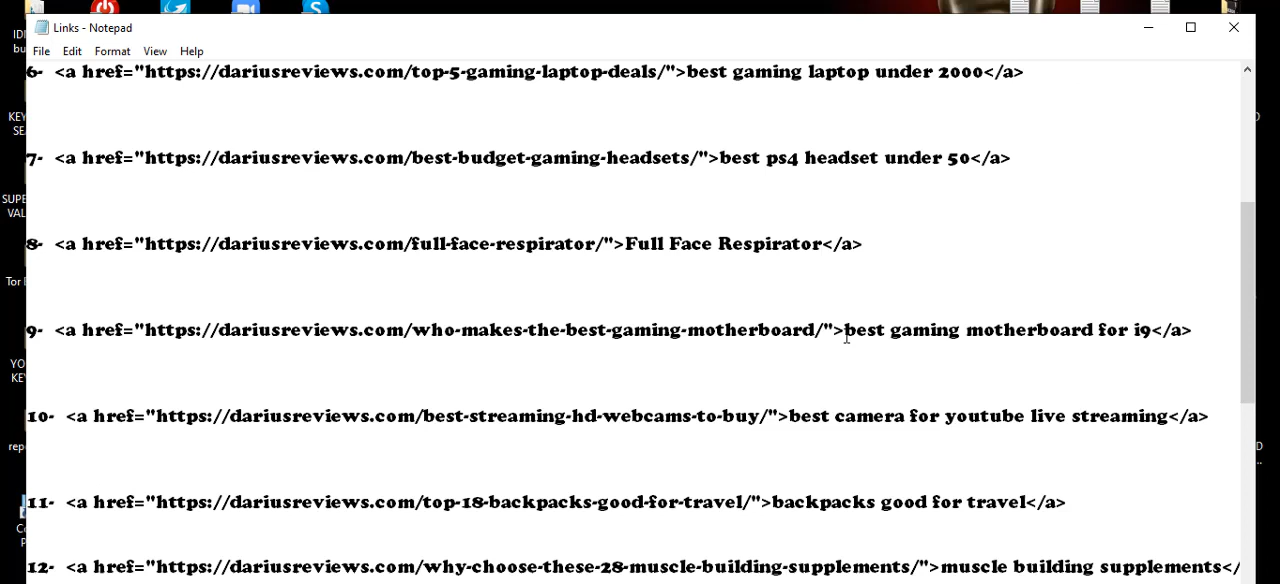 Links - Notepad
File Edit Format View Help
6- <a href="https://dariusreviews.com/top-5-gaming-laptop-deals/">best gaming laptop under 2000</a>
7- <a href="https://dariusreviews.com/best-budget-gaming-headsets/">best ps4 headset under 50</a>
8- <a href="https://dariusreviews.com/full-face-respirator/">Full Face Respirator</a>
9- <a href="https://dariusreviews.com/who-makes-the-best-gaming-motherboard/">best gaming motherboard for i9</a>
10- <a href="https://dariusreviews.com/best-streaming-hd-webcams-to-buy/">best camera for youtube live streaming</a>
11- <a href="https://dariusreviews.com/top-18-backpacks-good-for-travel/">backpacks good for travel</a>
12- <a href="https://dariusreviews.com/why-choose-these-28-muscle-building-supplements/">muscle building supplements</